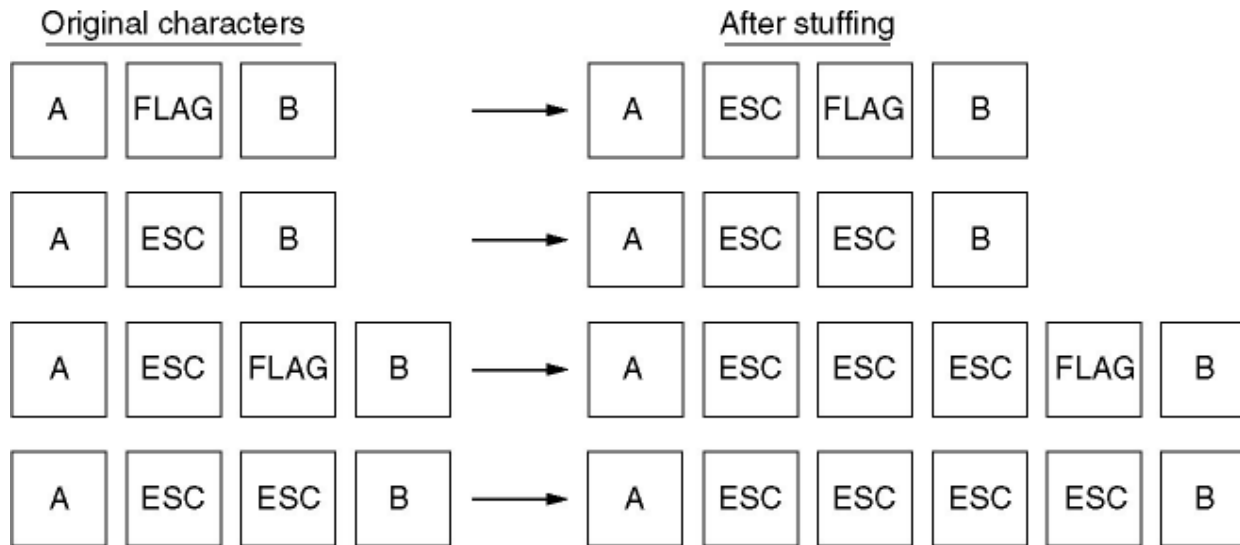 Original characters After stuffing
A FLAG B A ESC FLAG B
A ESC B A ESC ESC B
A ESC FLAG B A ESC ESC ESC FLAG B
A ESC ESC B A ESC ESC ESC ESC B